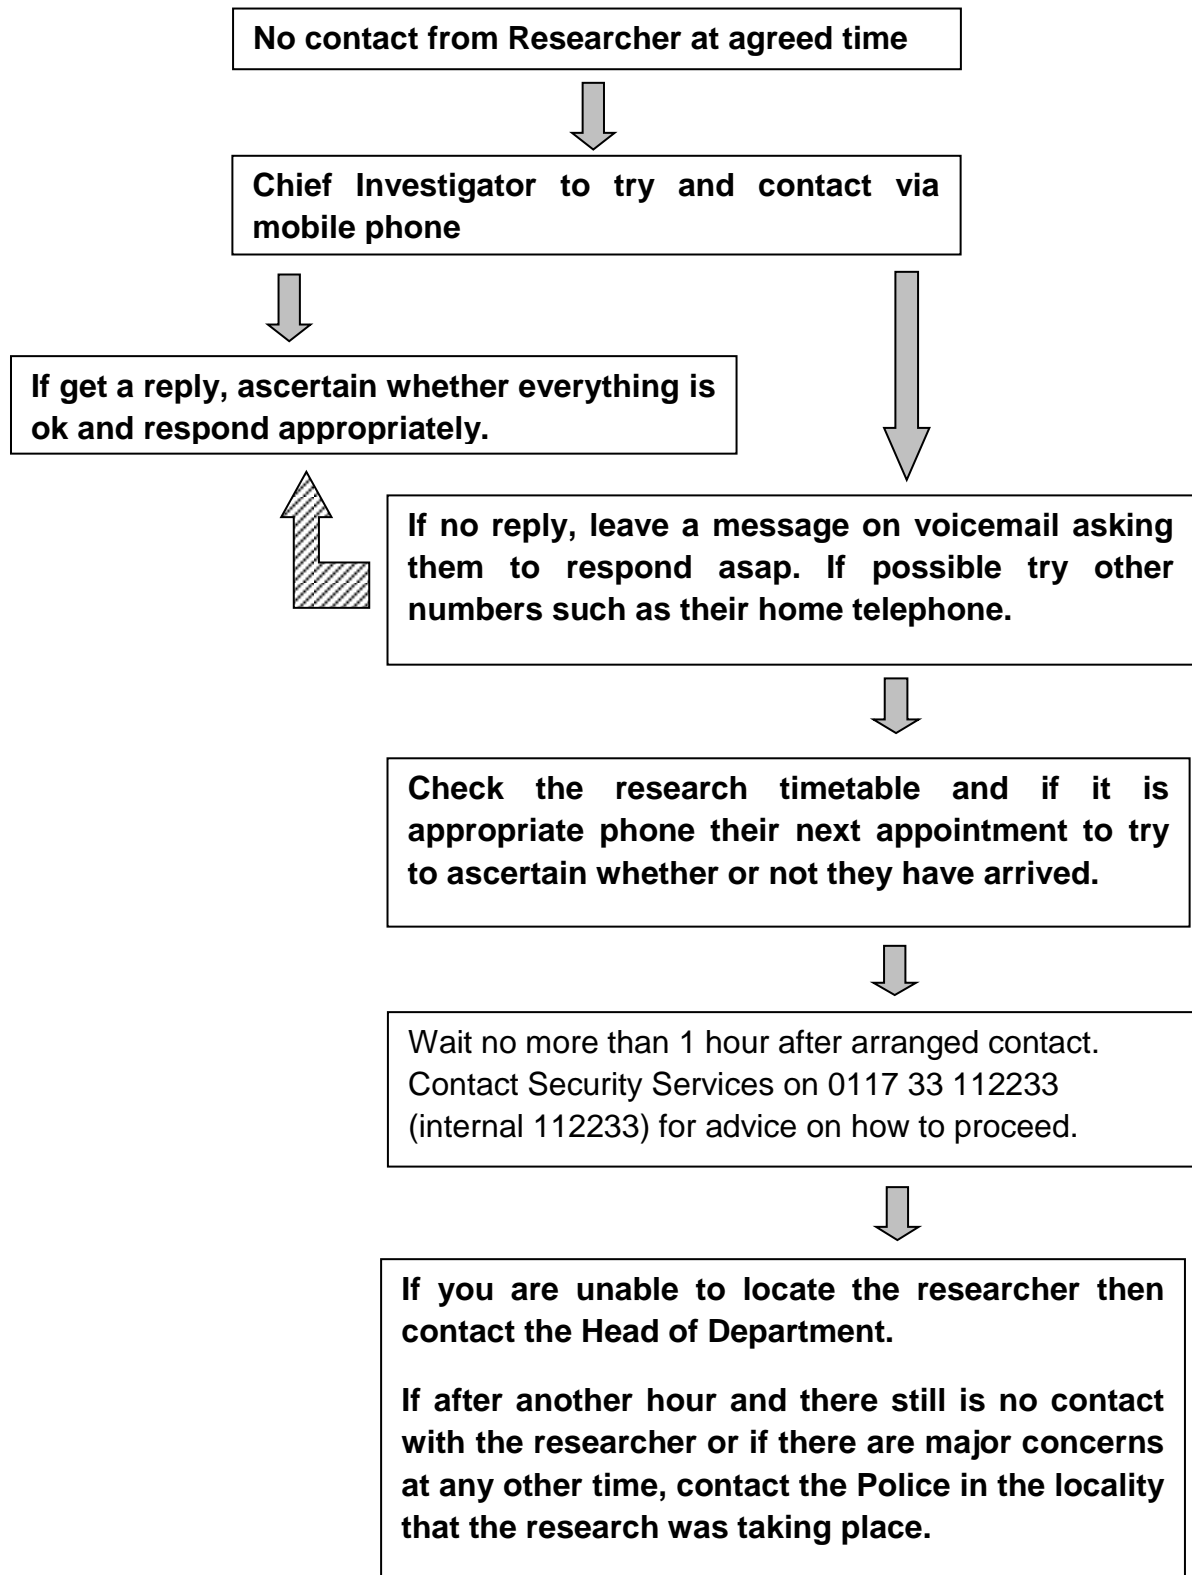 No contact from Researcher at agreed time
Chief Investigator to try and contact via
mobile phone
If get a reply, ascertain whether everything is
ok and respond appropriately.
If no reply, leave a message on voicemail asking
them to respond asap. If possible try other
numbers such as their home telephone.
Check the research timetable and if it is
appropriate phone their next appointment to try
to ascertain whether or not they have arrived.
Wait no more than 1 hour after arranged contact.
Contact Security Services on 0117 33 112233
(internal 112233) for advice on how to proceed.
If you are unable to locate the researcher then
contact the Head of Department.
If after another hour and there still is no contact
with the researcher or if there are major concerns
at any other time, contact the Police in the locality
that the research was taking place.